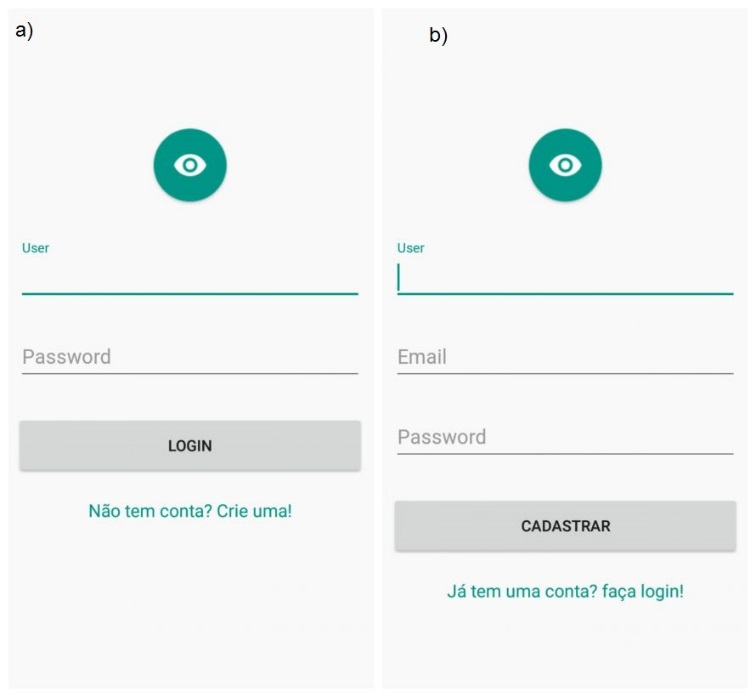 a)
User
Password
LOGIN
Não tem conta? Crie uma!
b)
User
Email
Password
CADASTRAR
Já tem uma conta? faça login!